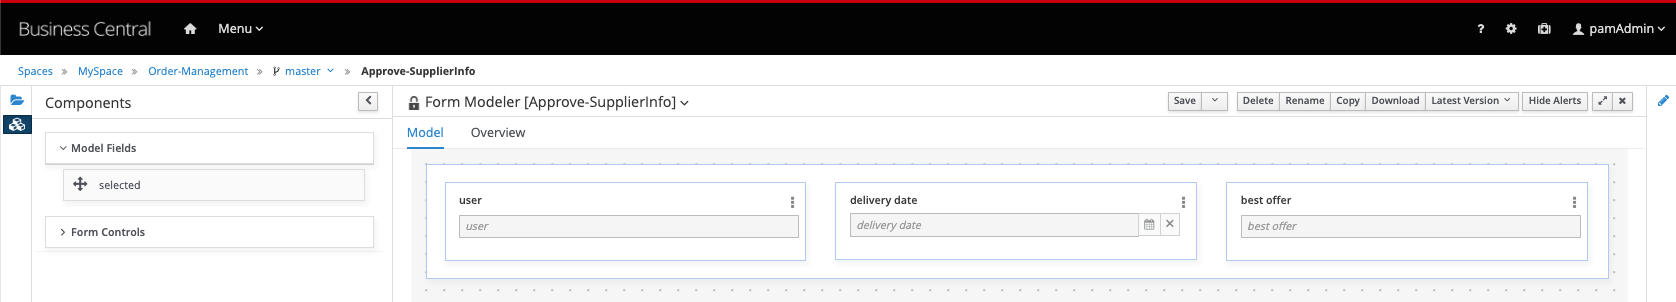 Business Central Menu ? pamAdmin
Spaces » MySpace » Order-Management » master » Approve-SupplierInfo
Components
Form Modeler [Approve-SupplierInfo]
Save Delete Rename Copy Download Latest Version Hide Alerts
Model Overview
Model Fields
selected
Form Controls
user
user
delivery date
delivery date
best offer
best offer